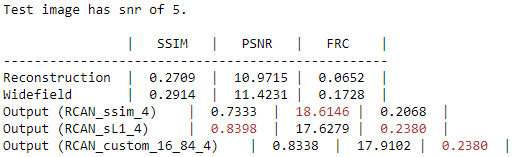 Test image has snr of 5.
| SSIM | PSNR | FRC |
------------------------------------------------
Reconstruction | 0.2709 | 10.9715 | 0.0652 |
Widefield | 0.2914 | 11.4231 | 0.1728 |
Output (RCAN_ssim_4) | 0.7333 | 18.6146 | 0.2068 |
Output (RCAN_sL1_4) | 0.8398 | 17.6279 | 0.2380 |
Output (RCAN_custom_16_84_4) | 0.8338 | 17.9102 | 0.2380 |